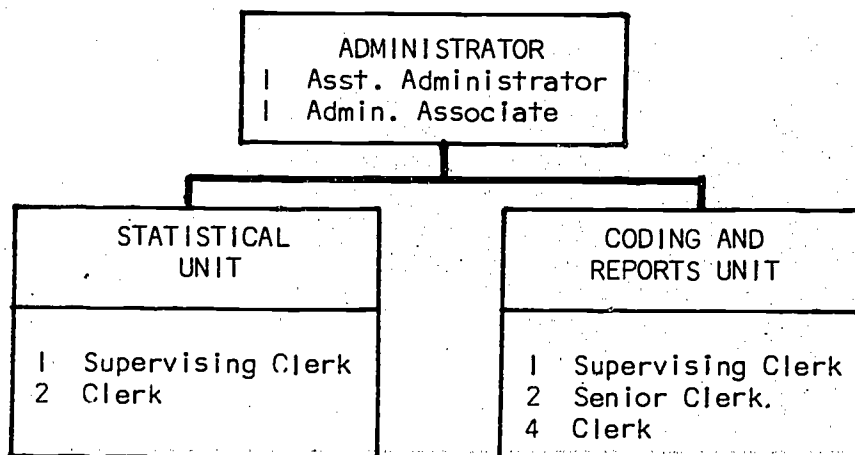 ADMINISTRATOR
1 Asst. Administrator
1 Admin. Associate
STATISTICAL
UNIT
1 Supervising Clerk
2 Clerk
CODING AND
REPORTS UNIT
1 Supervising Clerk
2 Senior Clerk.
4 Clerk